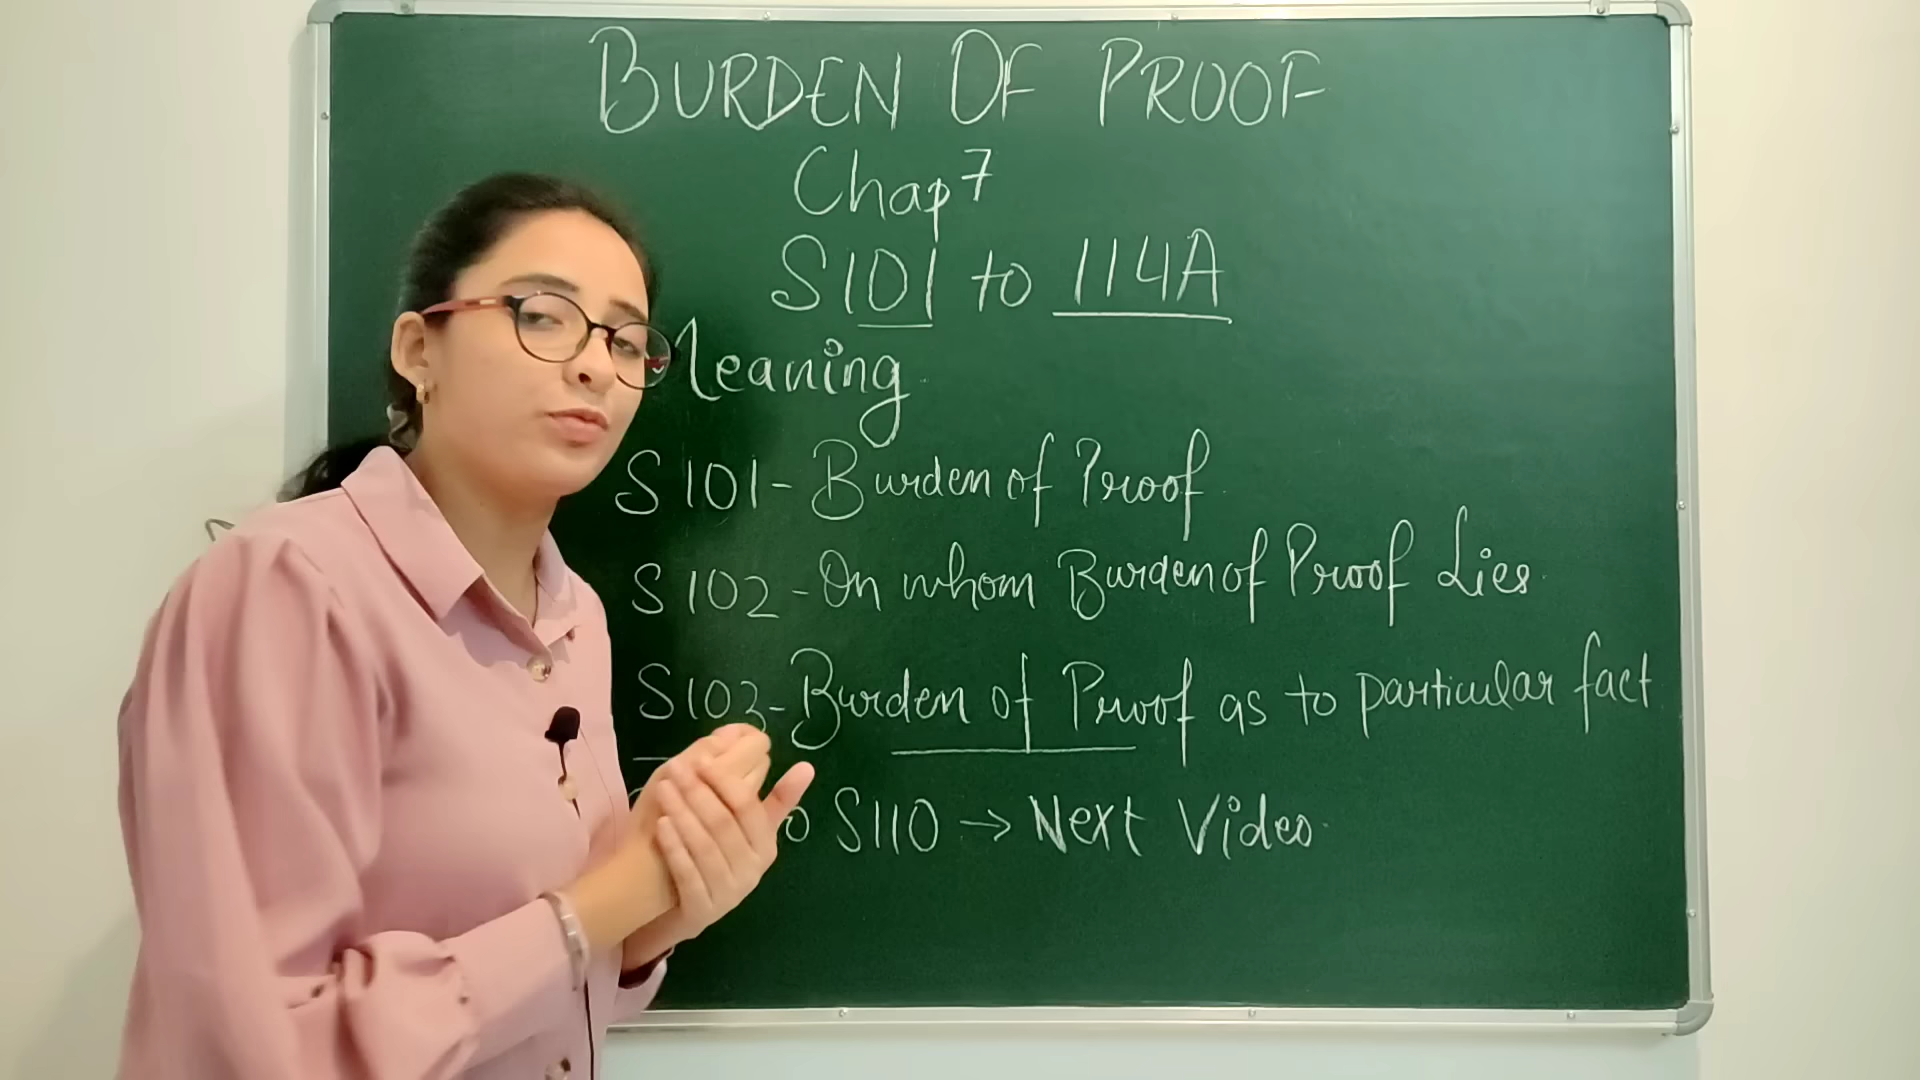 BURDEN OF PROOF
Chap 7
S101 to 114A
Meaning
S101 - Burden of Proof
S102 - On whom Burden of Proof Lies
S103 - Burden of Proof as to particular fact
S110 → Next Video